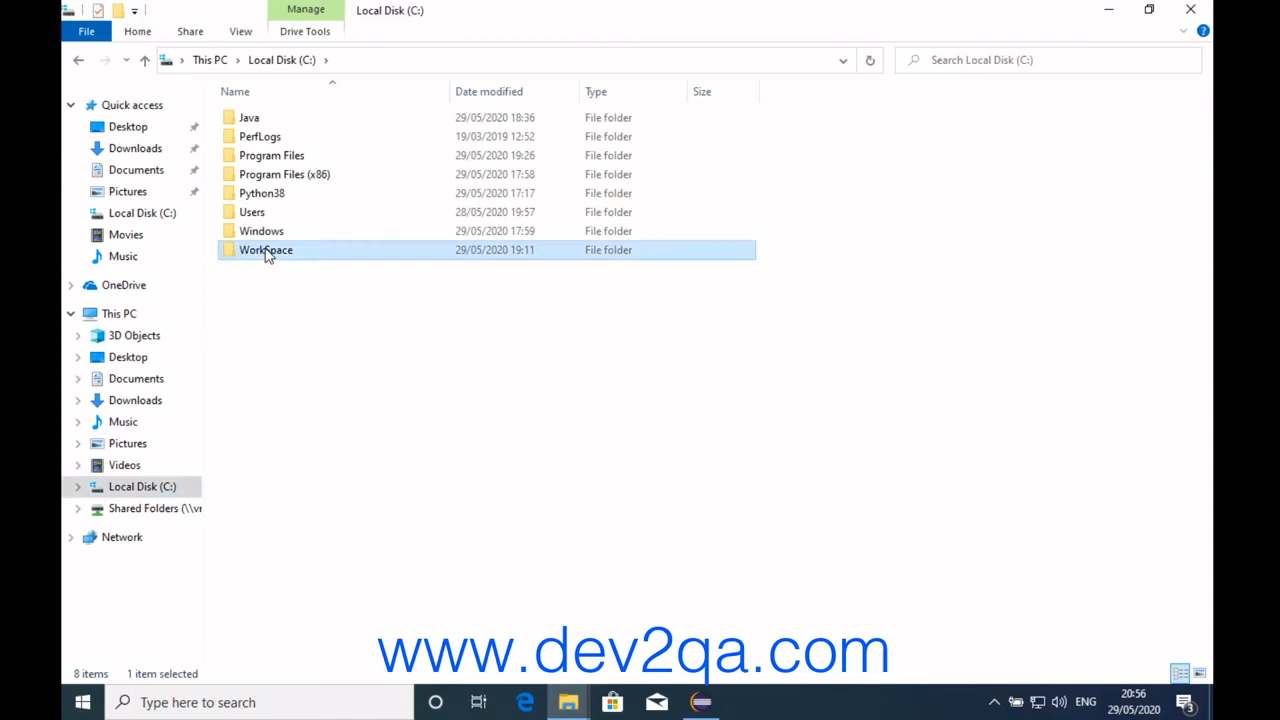 Manage
Local Disk (C:)
File
Home
Share
View
Drive Tools
This PC
Local Disk (C:)
Search Local Disk (C:)
Name
Date modified
Type
Size
Java
29/05/2020 18:36
File folder
PerfLogs
19/03/2019 12:52
File folder
Program Files
29/05/2020 19:26
File folder
Program Files (x86)
29/05/2020 17:58
File folder
Python38
29/05/2020 17:17
File folder
Users
28/05/2020 19:57
File folder
Windows
29/05/2020 17:59
File folder
WorkSpace
29/05/2020 19:11
File folder
Quick access
Desktop
Downloads
Documents
Pictures
Local Disk (C:)
Movies
Music
OneDrive
This PC
3D Objects
Desktop
Documents
Downloads
Music
Pictures
Videos
Local Disk (C:)
Shared Folders (\\vr
Network
www.dev2qa.com
8 items
1 item selected
Type here to search
ENG
20:56
29/05/2020
3